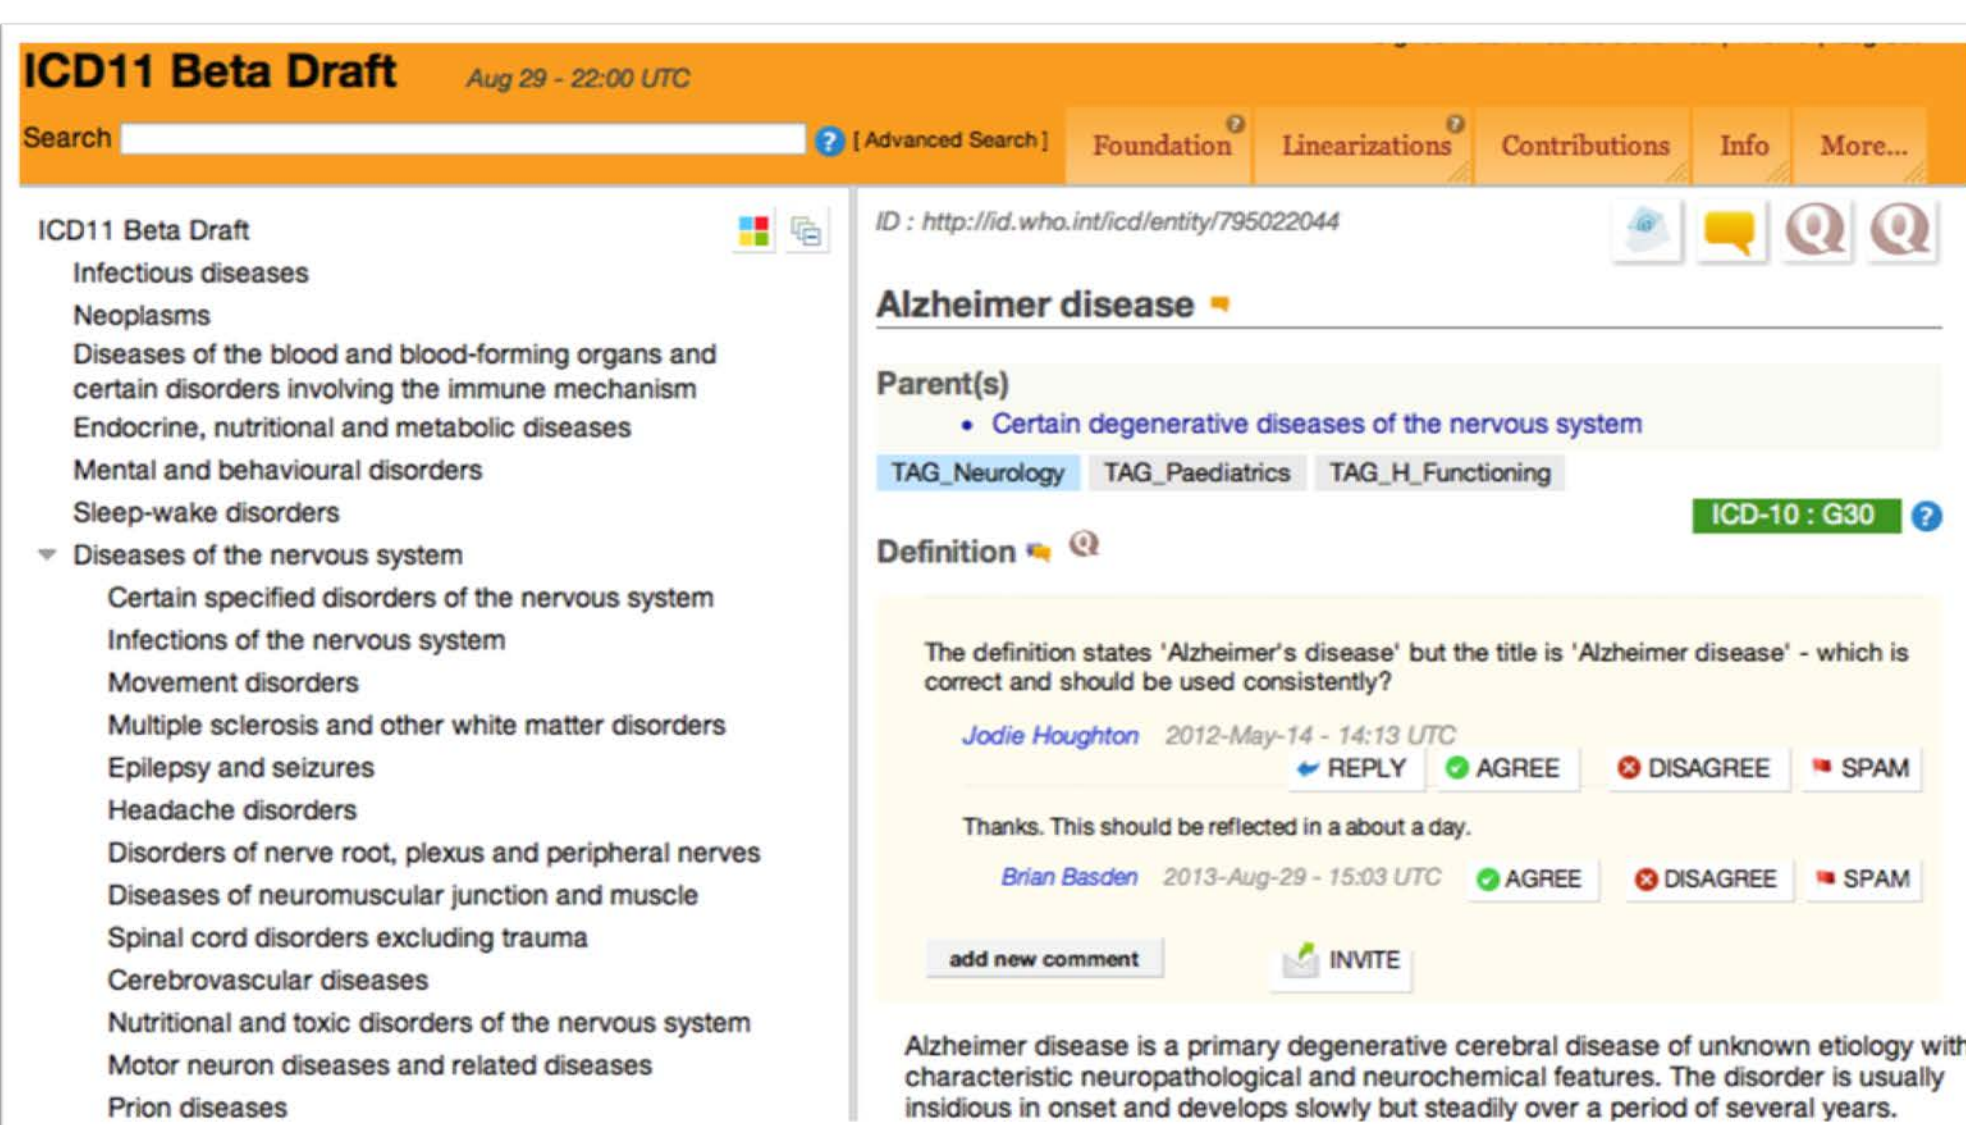 ICD11 Beta Draft Aug 29 - 22:00 UTC
Search ? [ Advanced Search ] Foundation ? Linearizations ? Contributions Info More...
ICD11 Beta Draft
Infectious diseases
Neoplasms
Diseases of the blood and blood-forming organs and
certain disorders involving the immune mechanism
Endocrine, nutritional and metabolic diseases
Mental and behavioural disorders
Sleep-wake disorders
Diseases of the nervous system
Certain specified disorders of the nervous system
Infections of the nervous system
Movement disorders
Multiple sclerosis and other white matter disorders
Epilepsy and seizures
Headache disorders
Disorders of nerve root, plexus and peripheral nerves
Diseases of neuromuscular junction and muscle
Spinal cord disorders excluding trauma
Cerebrovascular diseases
Nutritional and toxic disorders of the nervous system
Motor neuron diseases and related diseases
Prion diseases
ID : http://id.who.int/icd/entity/795022044
@ Q Q
Alzheimer disease
Parent(s)
• Certain degenerative diseases of the nervous system
TAG_Neurology TAG_Paediatrics TAG_H_Functioning
ICD-10 : G30 ?
Definition Q
The definition states 'Alzheimer's disease' but the title is 'Alzheimer disease' - which is
correct and should be used consistently?
Jodie Houghton 2012-May-14 - 14:13 UTC
REPLY AGREE DISAGREE SPAM
Thanks. This should be reflected in a about a day.
Brian Basden 2013-Aug-29 - 15:03 UTC AGREE DISAGREE SPAM
add new comment INVITE
Alzheimer disease is a primary degenerative cerebral disease of unknown etiology with
characteristic neuropathological and neurochemical features. The disorder is usually
insidious in onset and develops slowly but steadily over a period of several years.